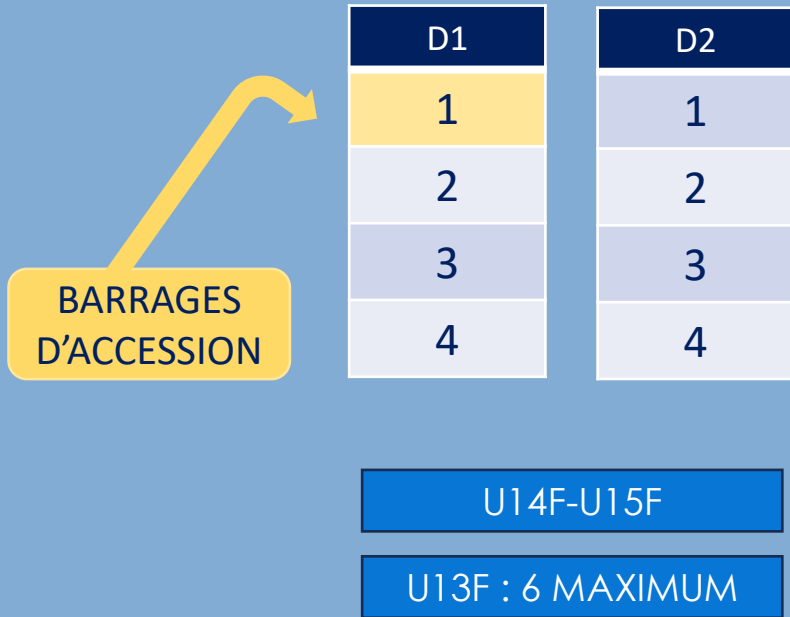 D1
D2
1
1
2
2
3
3
4
4
BARRAGES
D'ACCESSION
U14F-U15F
U13F : 6 MAXIMUM